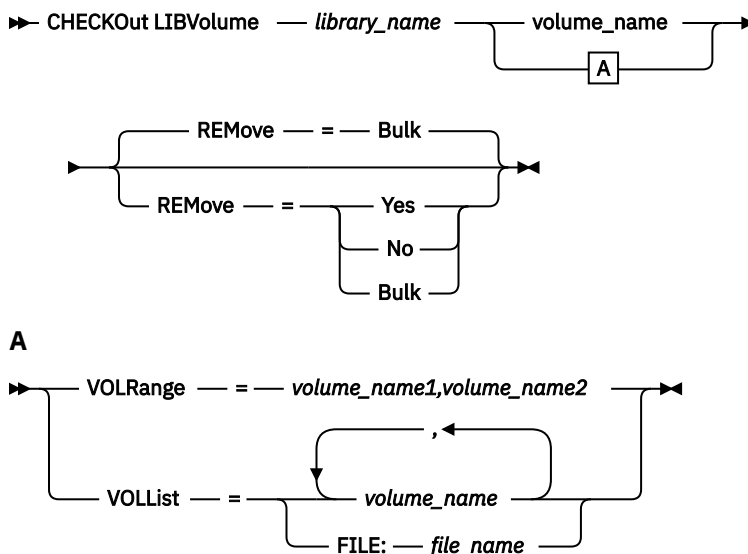 CHECKOut LIBVolume library_name volume_name
A
REMove = Bulk
REMove = Yes
No
Bulk
A
VOLRange = volume_name1,volume_name2
,
VOLList = volume_name
FILE: file_name